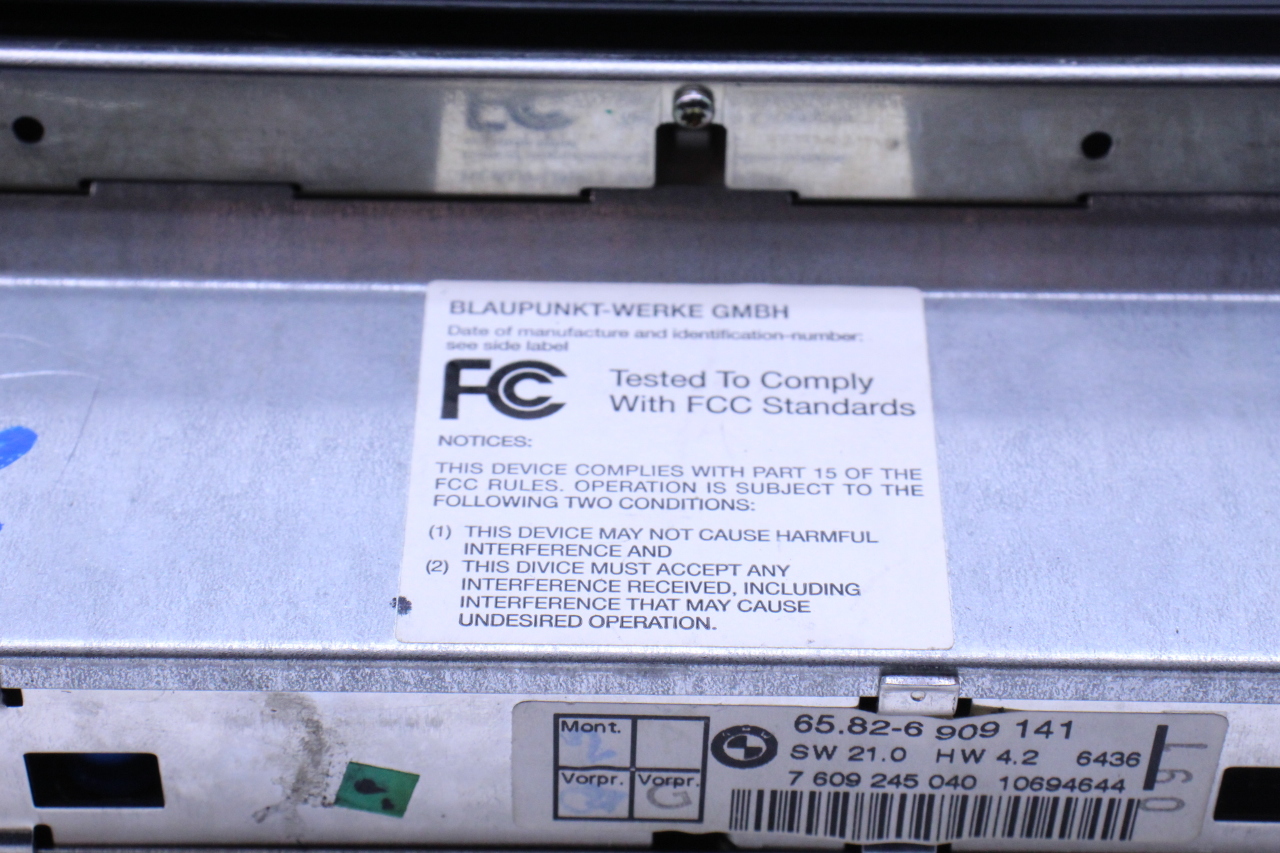 BLAUPUNKT-WERKE GMBH
Date of manufacture and identification-number:
see side label
FC Tested To Comply
With FCC Standards
NOTICES:
THIS DEVICE COMPLIES WITH PART 15 OF THE
FCC RULES. OPERATION IS SUBJECT TO THE
FOLLOWING TWO CONDITIONS:
(1) THIS DEVICE MAY NOT CAUSE HARMFUL
INTERFERENCE AND
(2) THIS DIVICE MUST ACCEPT ANY
INTERFERENCE RECEIVED, INCLUDING
INTERFERENCE THAT MAY CAUSE
UNDESIRED OPERATION.
Mont.
Vorpr. Vorpr.
G
65.82-6 909 141
SW 21.0 HW 4.2 6436
7 609 245 040 10694644